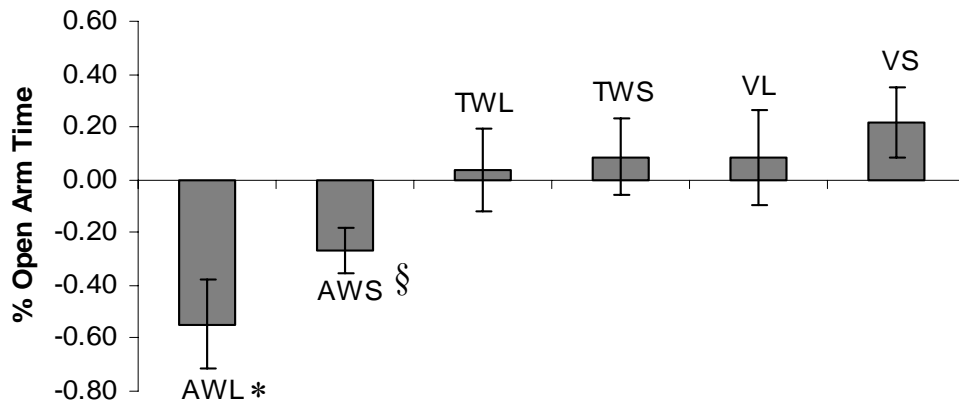 % Open Arm Time
0.60
0.40
0.20
0.00
-0.20
-0.40
-0.60
-0.80
AWL *
AWS §
TWL
TWS
VL
VS